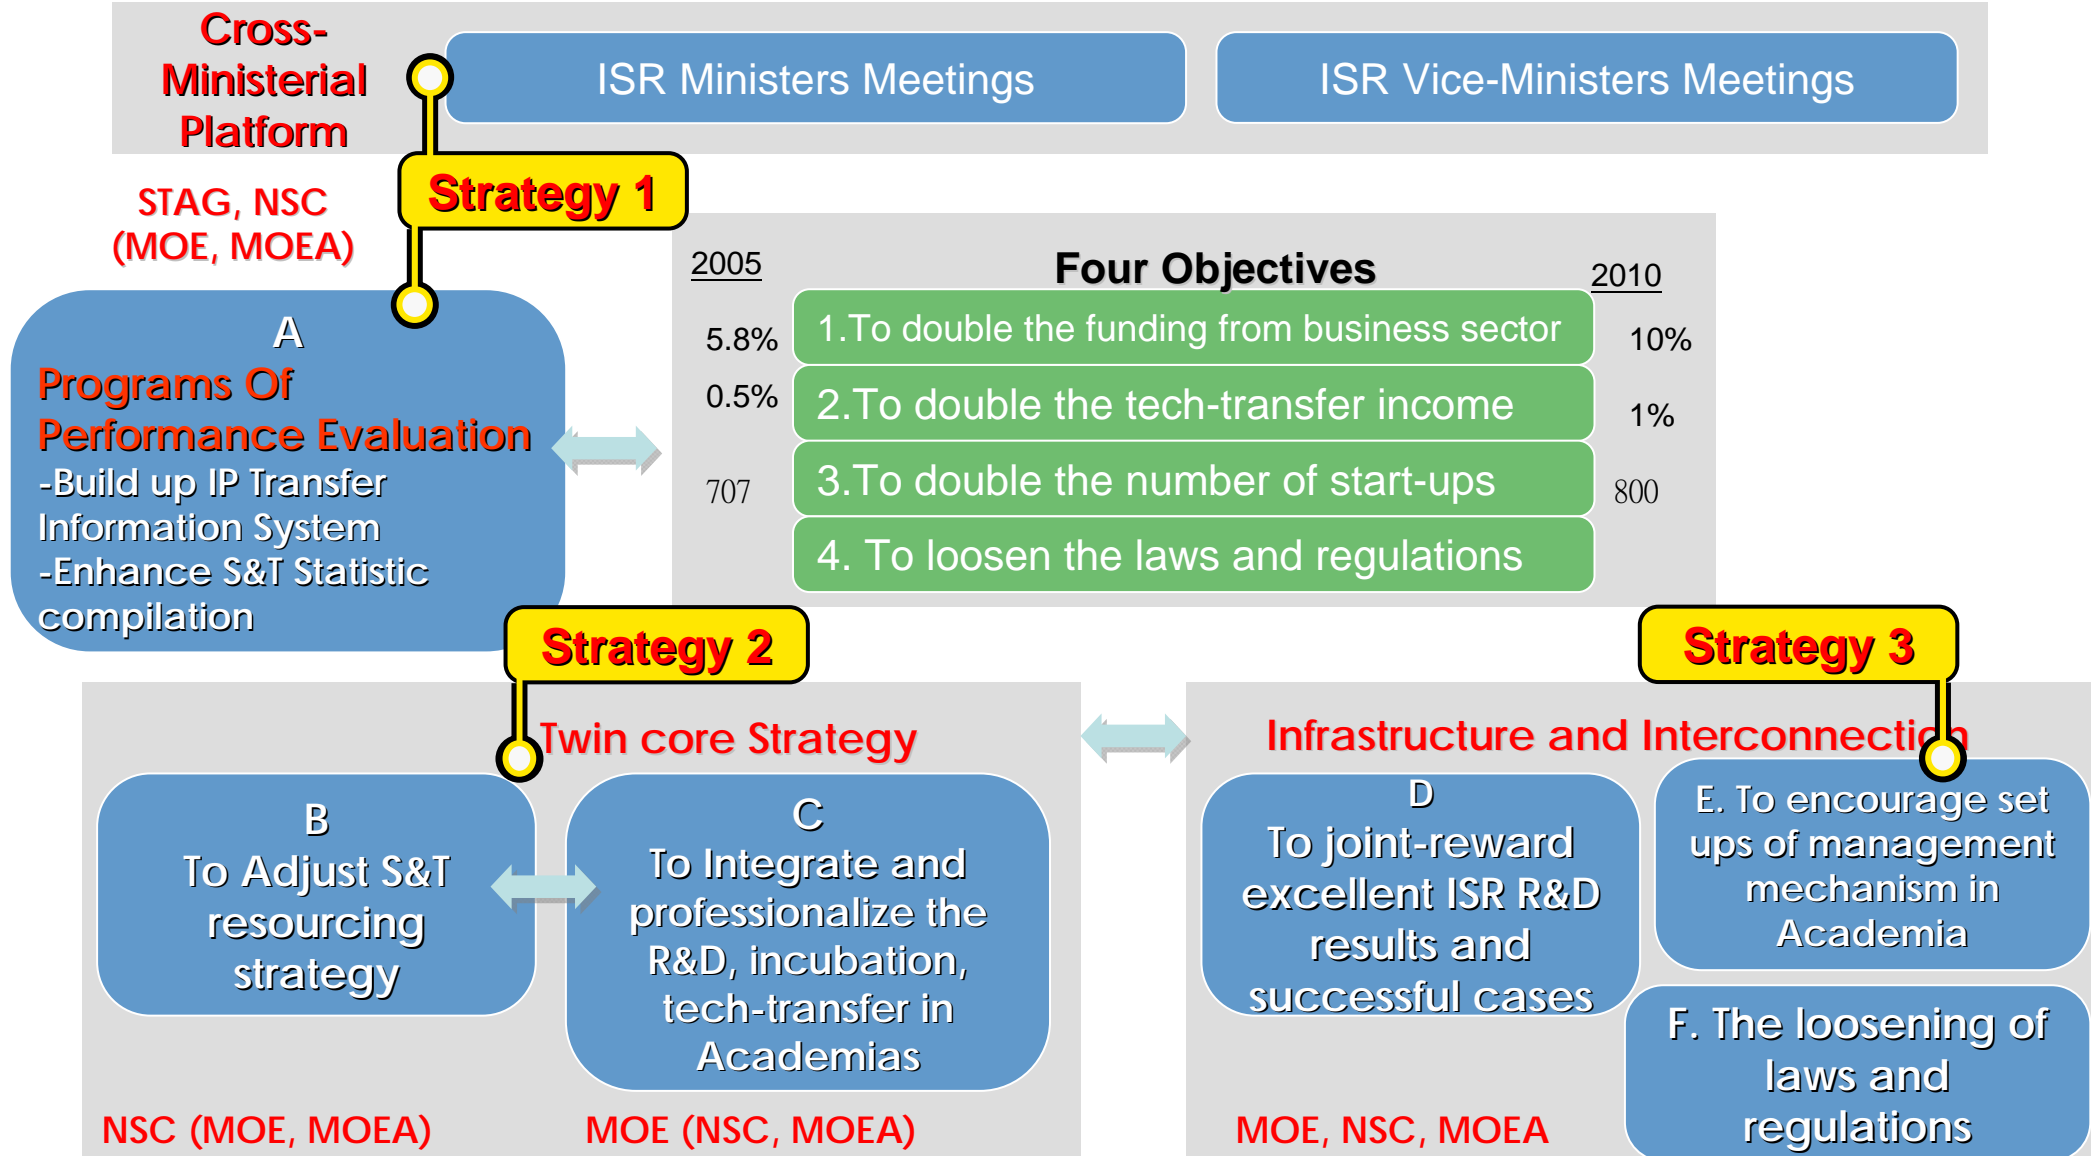 Cross-
Ministerial
Platform
ISR Ministers Meetings
ISR Vice-Ministers Meetings
Strategy 1
STAG, NSC
(MOE, MOEA)
A
Programs Of
Performance Evaluation
-Build up IP Transfer
Information System
-Enhance S&T Statistic
compilation
2005
Four Objectives
2010
5.8%
1.To double the funding from business sector
10%
0.5%
2.To double the tech-transfer income
1%
707
3.To double the number of start-ups
800
4. To loosen the laws and regulations
Strategy 2
Twin core Strategy
B
To Adjust S&T
resourcing
strategy
C
To Integrate and
professionalize the
R&D, incubation,
tech-transfer in
Academias
NSC (MOE, MOEA)
MOE (NSC, MOEA)
Strategy 3
Infrastructure and Interconnection
D
To joint-reward
excellent ISR R&D
results and
successful cases
E. To encourage set
ups of management
mechanism in
Academia
F. The loosening of
laws and
regulations
MOE, NSC, MOEA